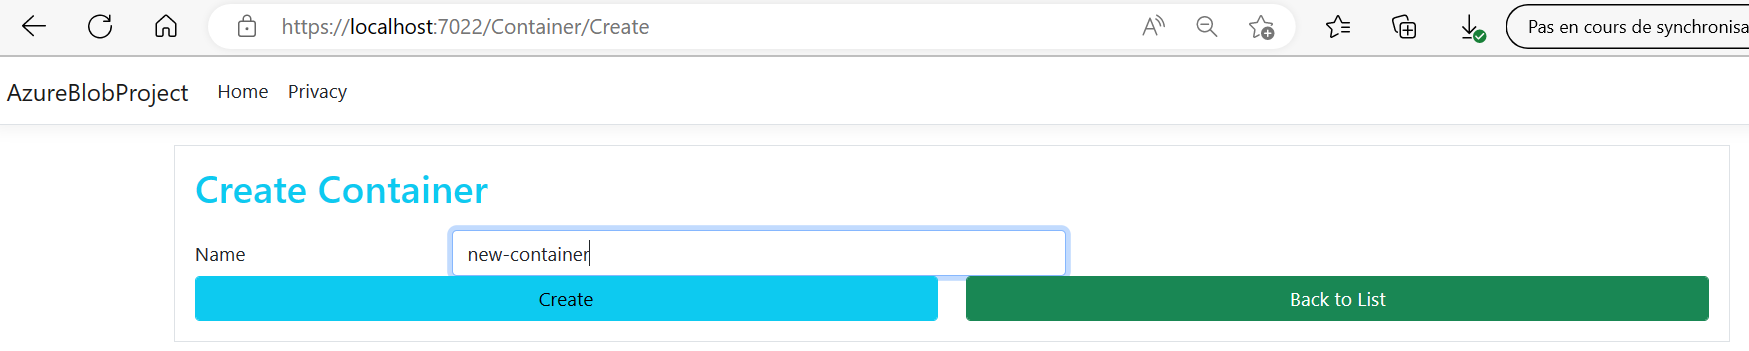 https://localhost:7022/Container/Create
Pas en cours de synchronisa
AzureBlobProject Home Privacy
Create Container
Name new-container
Create Back to List